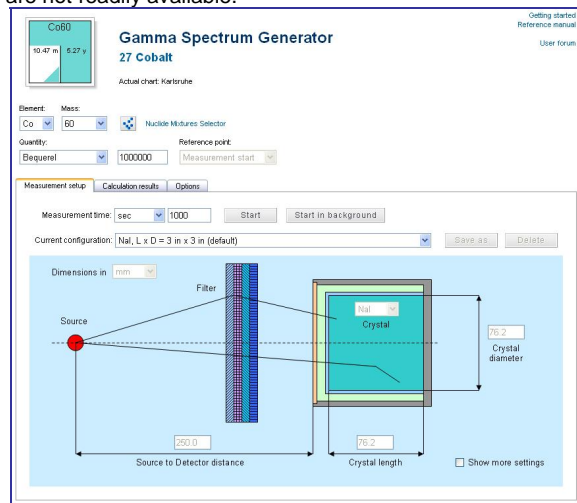 are not readily available.
Getting started
Reference manual
User forum
Co60
10.47 m 5.27 y
Gamma Spectrum Generator
27 Cobalt
Actual chart: Karlsruhe
Element: Mass:
Co 60 Nuclide Mixtures Selector
Quantity: Reference point:
Bequerel 1000000 Measurement start
Measurement setup Calculation results Options
Measurement time: sec 1000 Start Start in background
Current configuration: NaI, L x D = 3 in x 3 in (default) Save as Delete
Dimensions in mm
Filter
Source
NaI
Crystal
76.2
Crystal
diameter
250.0 76.2
Source to Detector distance Crystal length Show more settings